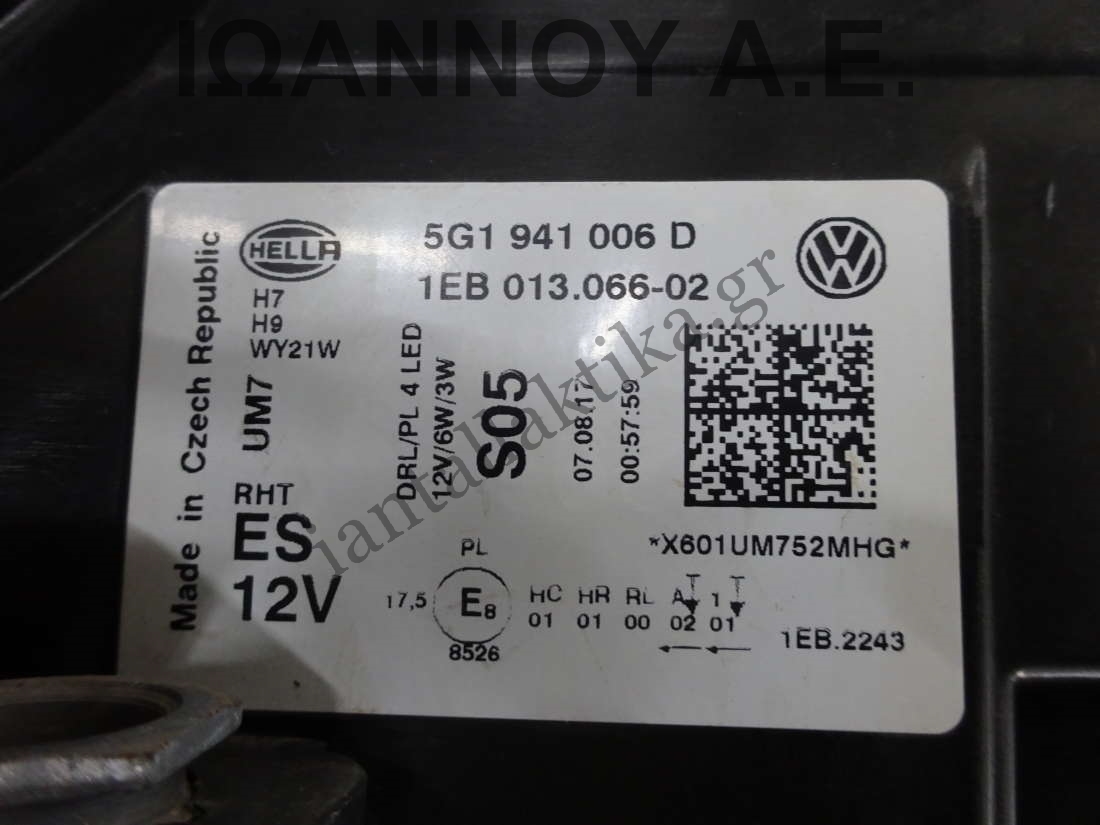 ΙΩΑΝΝΟΥ Α.Ε.
HELLA
5G1 941 006 D
1EB 013.066-02
VW
Made in Czech Republic
H7
H9
WY21W
UM7
DRL/PL 4 LED
12V/6W/3W
S05
07.08.17
00:57:59
RHT
ES
12V
*X601UM752MHG*
PL
17,5
E8
8526
HC HR RL A 1
01 01 00 02 01
1EB.2243
iantallaktika.gr